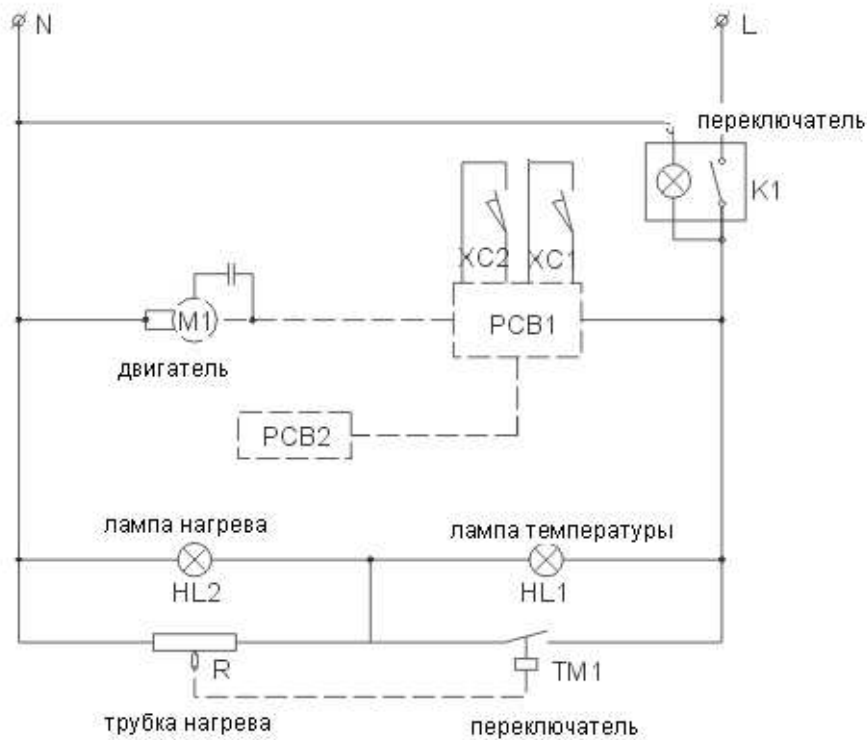 N
L
переключатель
K1
XC2
XC1
M1
PCB1
двигатель
PCB2
лампа нагрева
лампа температуры
HL2
HL1
R
TM1
трубка нагрева
переключатель